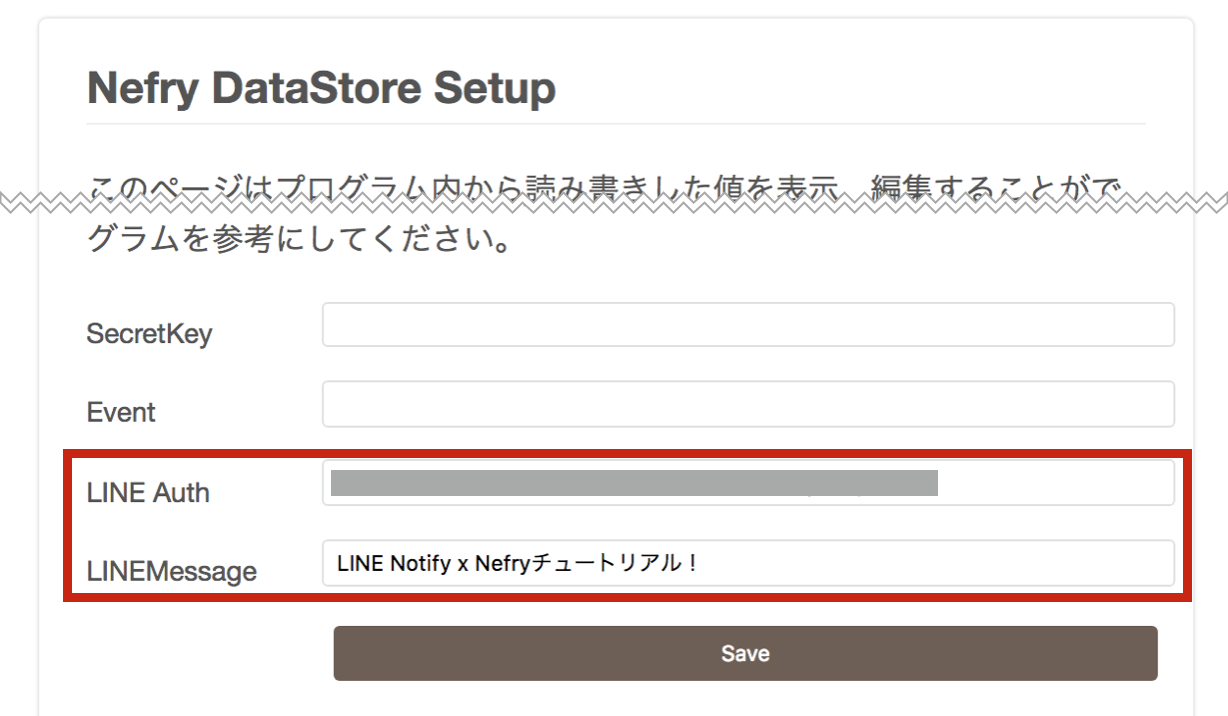 Nefry DataStore Setup
このページはプログラム内から読み書きした値を表示　編集することがで
グラムを参考にしてください。
SecretKey
Event
LINE Auth
LINEMessage
LINE Notify x Nefryチュートリアル！
Save